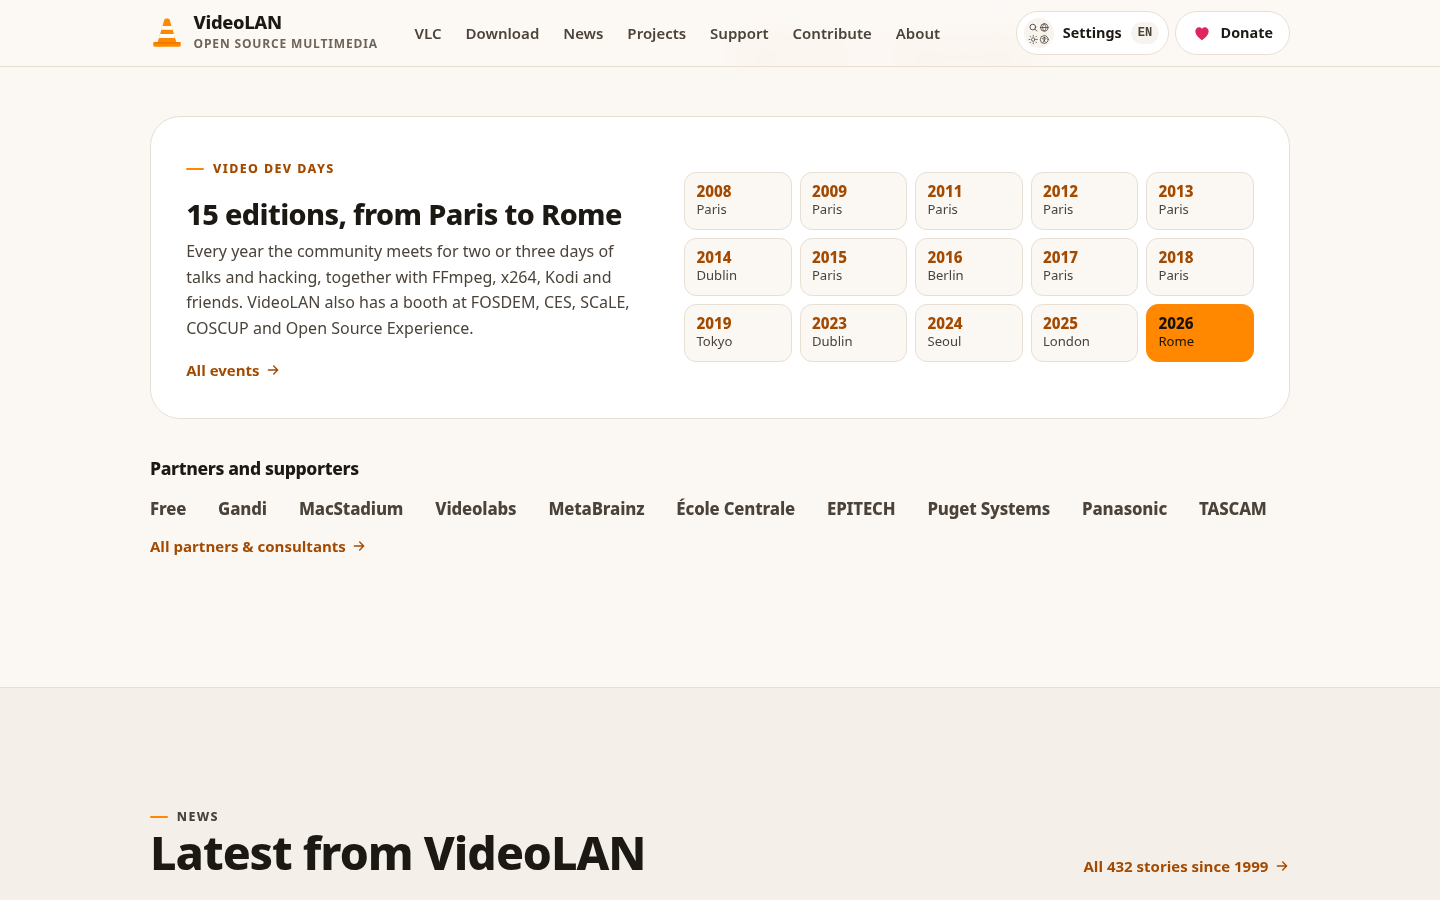 VideoLAN
OPEN SOURCE MULTIMEDIA
VLC Download News Projects Support Contribute About
Settings EN
Donate
VIDEO DEV DAYS
15 editions, from Paris to Rome
Every year the community meets for two or three days of
talks and hacking, together with FFmpeg, x264, Kodi and
friends. VideoLAN also has a booth at FOSDEM, CES, SCaLE,
COSCUP and Open Source Experience.
All events →
2008 2009 2011 2012 2013
Paris Paris Paris Paris Paris
2014 2015 2016 2017 2018
Dublin Paris Berlin Paris Paris
2019 2023 2024 2025 2026
Tokyo Dublin Seoul London Rome
Partners and supporters
Free Gandi MacStadium Videolabs MetaBrainz École Centrale EPITECH Puget Systems Panasonic TASCAM
All partners & consultants →
NEWS
Latest from VideoLAN
All 432 stories since 1999 →